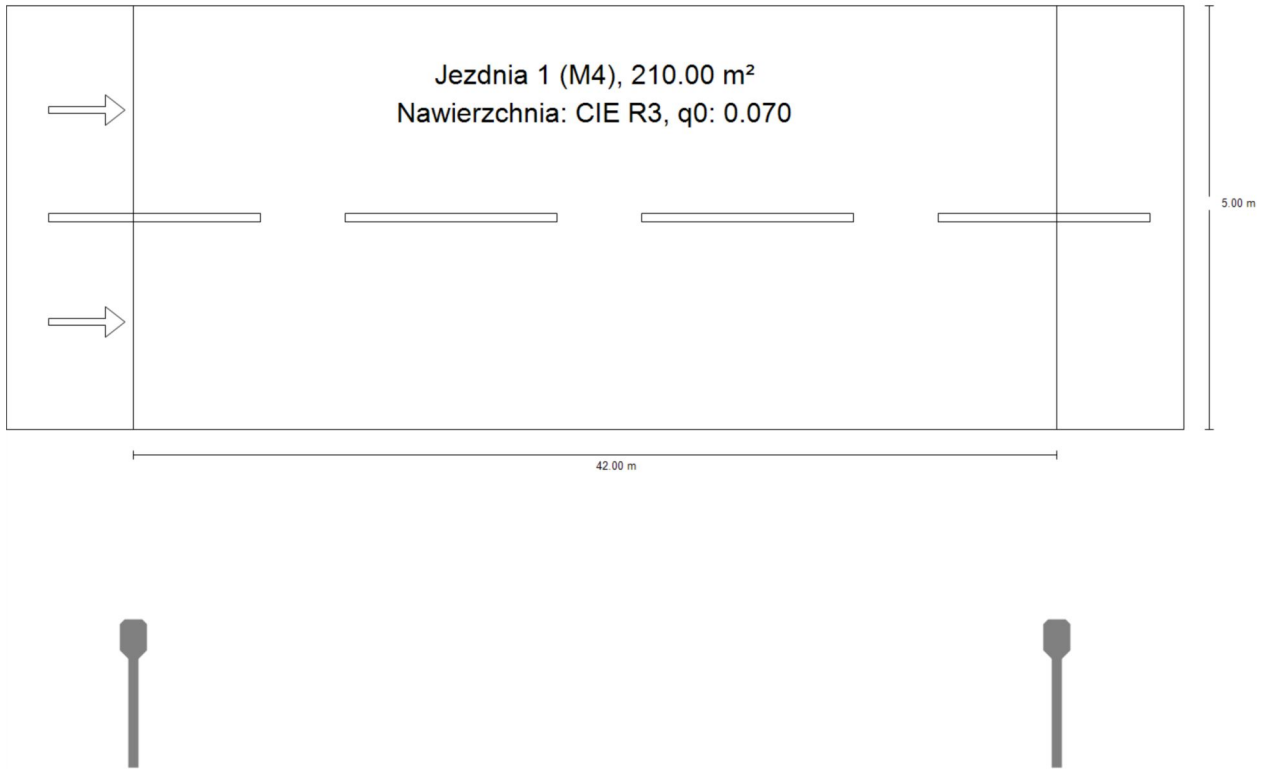 Jezdnia 1 (M4), 210.00 m²
Nawierzchnia: CIE R3, q0: 0.070
5.00 m
42.00 m